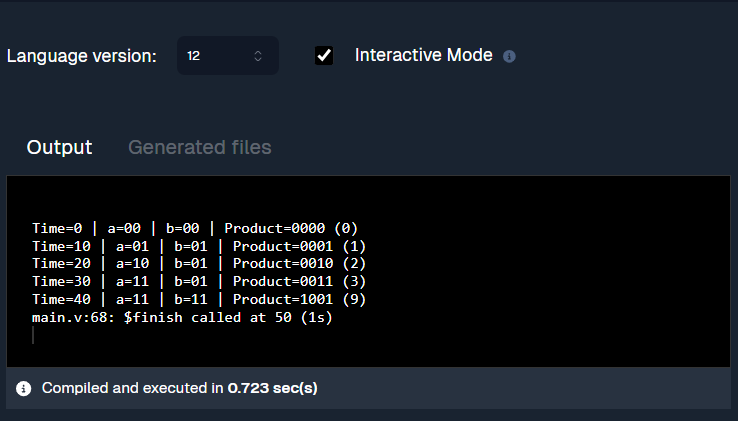 Language version: 12 Interactive Mode
Output Generated files
Time=0 | a=00 | b=00 | Product=0000 (0)
Time=10 | a=01 | b=01 | Product=0001 (1)
Time=20 | a=10 | b=01 | Product=0010 (2)
Time=30 | a=11 | b=01 | Product=0011 (3)
Time=40 | a=11 | b=11 | Product=1001 (9)
main.v:68: $finish called at 50 (1s)
Compiled and executed in 0.723 sec(s)